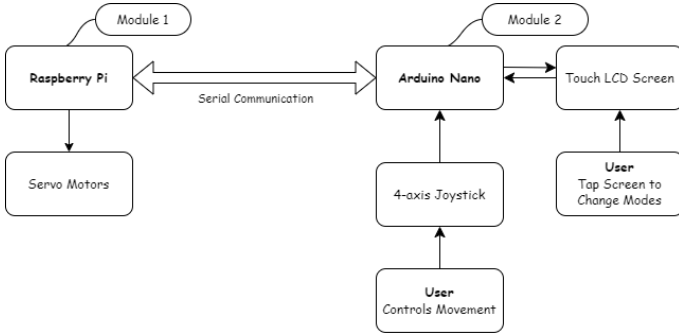 Module 1
Module 2
Raspberry Pi
Serial Communication
Arduino Nano
Touch LCD Screen
Servo Motors
4-axis Joystick
User
Tap Screen to
Change Modes
User
Controls Movement